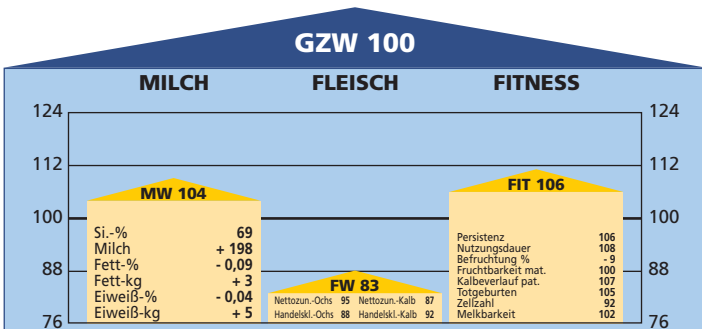 GZW 100
MILCH FLEISCH FITNESS
124 124
112 112
100 100
88 88
76 76
MW 104
Si.-% 69
Milch + 198
Fett-% - 0,09
Fett-kg + 3
Eiweiß-% - 0,04
Eiweiß-kg + 5
FW 83
Nettozun.-Ochs 95 Nettozun.-Kalb 87
Handelskl.-Ochs 88 Handelskl.-Kalb 92
FIT 106
Persistenz 106
Nutzungsdauer 108
Befruchtung % - 9
Fruchtbarkeit mat. 100
Kalbeverlauf pat. 107
Totgeburten 105
Zellzahl 92
Melkbarkeit 102